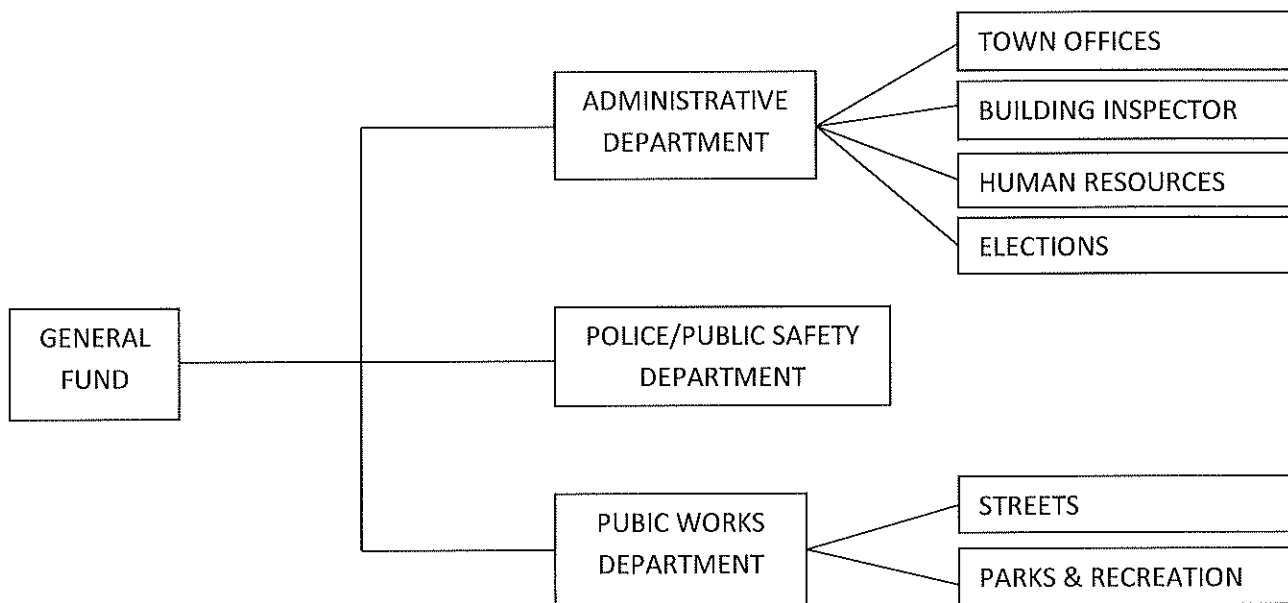 TOWN OFFICES
ADMINISTRATIVE
DEPARTMENT
BUILDING INSPECTOR
HUMAN RESOURCES
ELECTIONS
GENERAL
FUND
POLICE/PUBLIC SAFETY
DEPARTMENT
PUBIC WORKS
DEPARTMENT
STREETS
PARKS & RECREATION